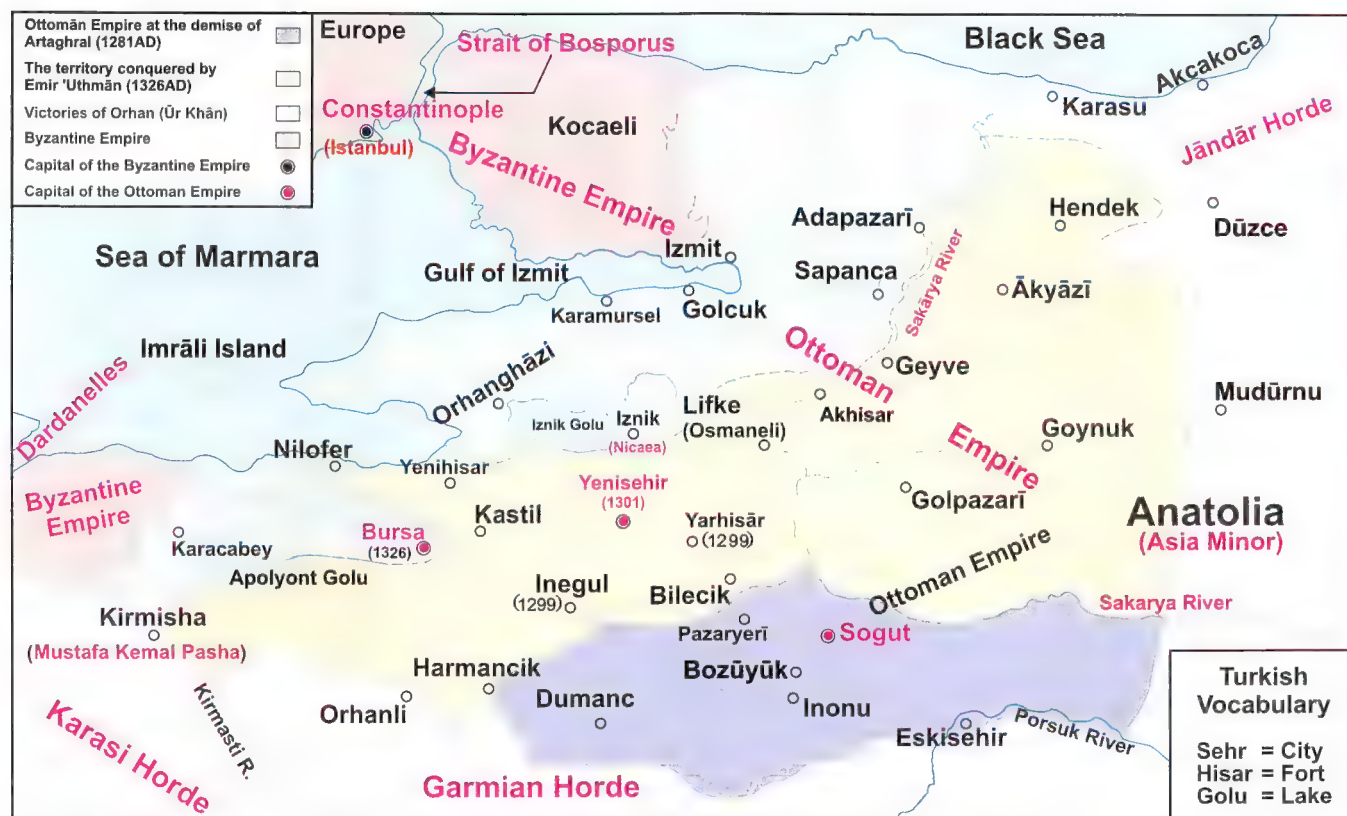 Ottomān Empire at the demise of
Artaghral (1281AD)
The territory conquered by
Emir 'Uthmān (1326AD)
Victories of Orhan (Ūr Khân)
Byzantine Empire
Capital of the Byzantine Empire
Capital of the Ottoman Empire
Europe
Strait of Bosporus
Black Sea
Akcakoca
Karasu
Constantinople
(Istanbul)
Kocaeli
Jāndār Horde
Byzantine Empire
Adapazarī
Hendek
Dūzce
Sea of Marmara
Izmit
Gulf of Izmit
Sapanca
Sakārya River
Ākyāzī
Karamursel
Golcuk
Imrāli Island
Ottoman
Empire
Geyve
Dardanelles
Orhanghāzi
Lifke
(Osmaneli)
Akhisar
Mudūrnu
Iznik Golu
Iznik
(Nicaea)
Goynuk
Nilofer
Yenihisar
Yenisehir
(1301)
Golpazarī
Byzantine
Empire
Anatolia
(Asia Minor)
Kastil
Yarhisār
(1299)
Karacabey
Bursa
(1326)
Apolyont Golu
Ottoman Empire
Inegul
(1299)
Bilecik
Sakarya River
Kirmisha
(Mustafa Kemal Pasha)
Pazaryerī
Sogut
Harmancik
Bozūyūk
Orhanli
Dumanc
Inonu
Kirmasti R.
Eskisehir
Porsuk River
Karasi Horde
Garmian Horde
Turkish
Vocabulary
Sehr = City
Hisar = Fort
Golu = Lake